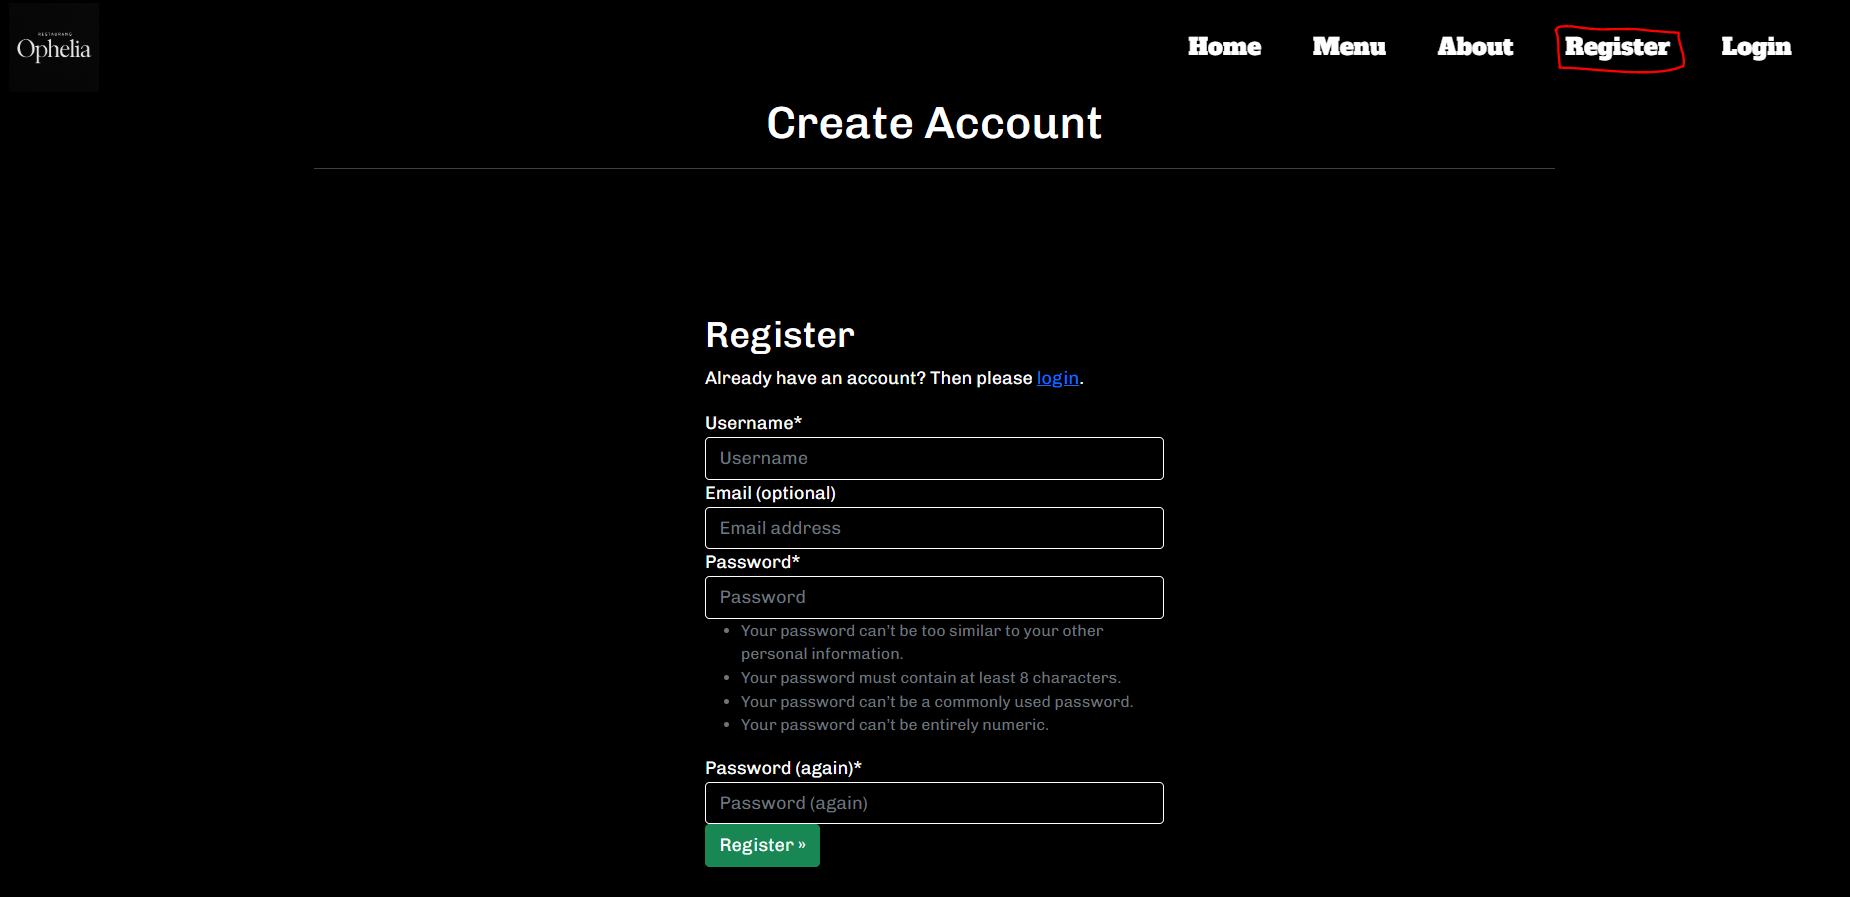 RESTAURANG
Ophelia
Home Menu About Register Login
Create Account
Register
Already have an account? Then please login.
Username*
Username
Email (optional)
Email address
Password*
Password
• Your password can’t be too similar to your other
personal information.
• Your password must contain at least 8 characters.
• Your password can’t be a commonly used password.
• Your password can’t be entirely numeric.
Password (again)*
Password (again)
Register »